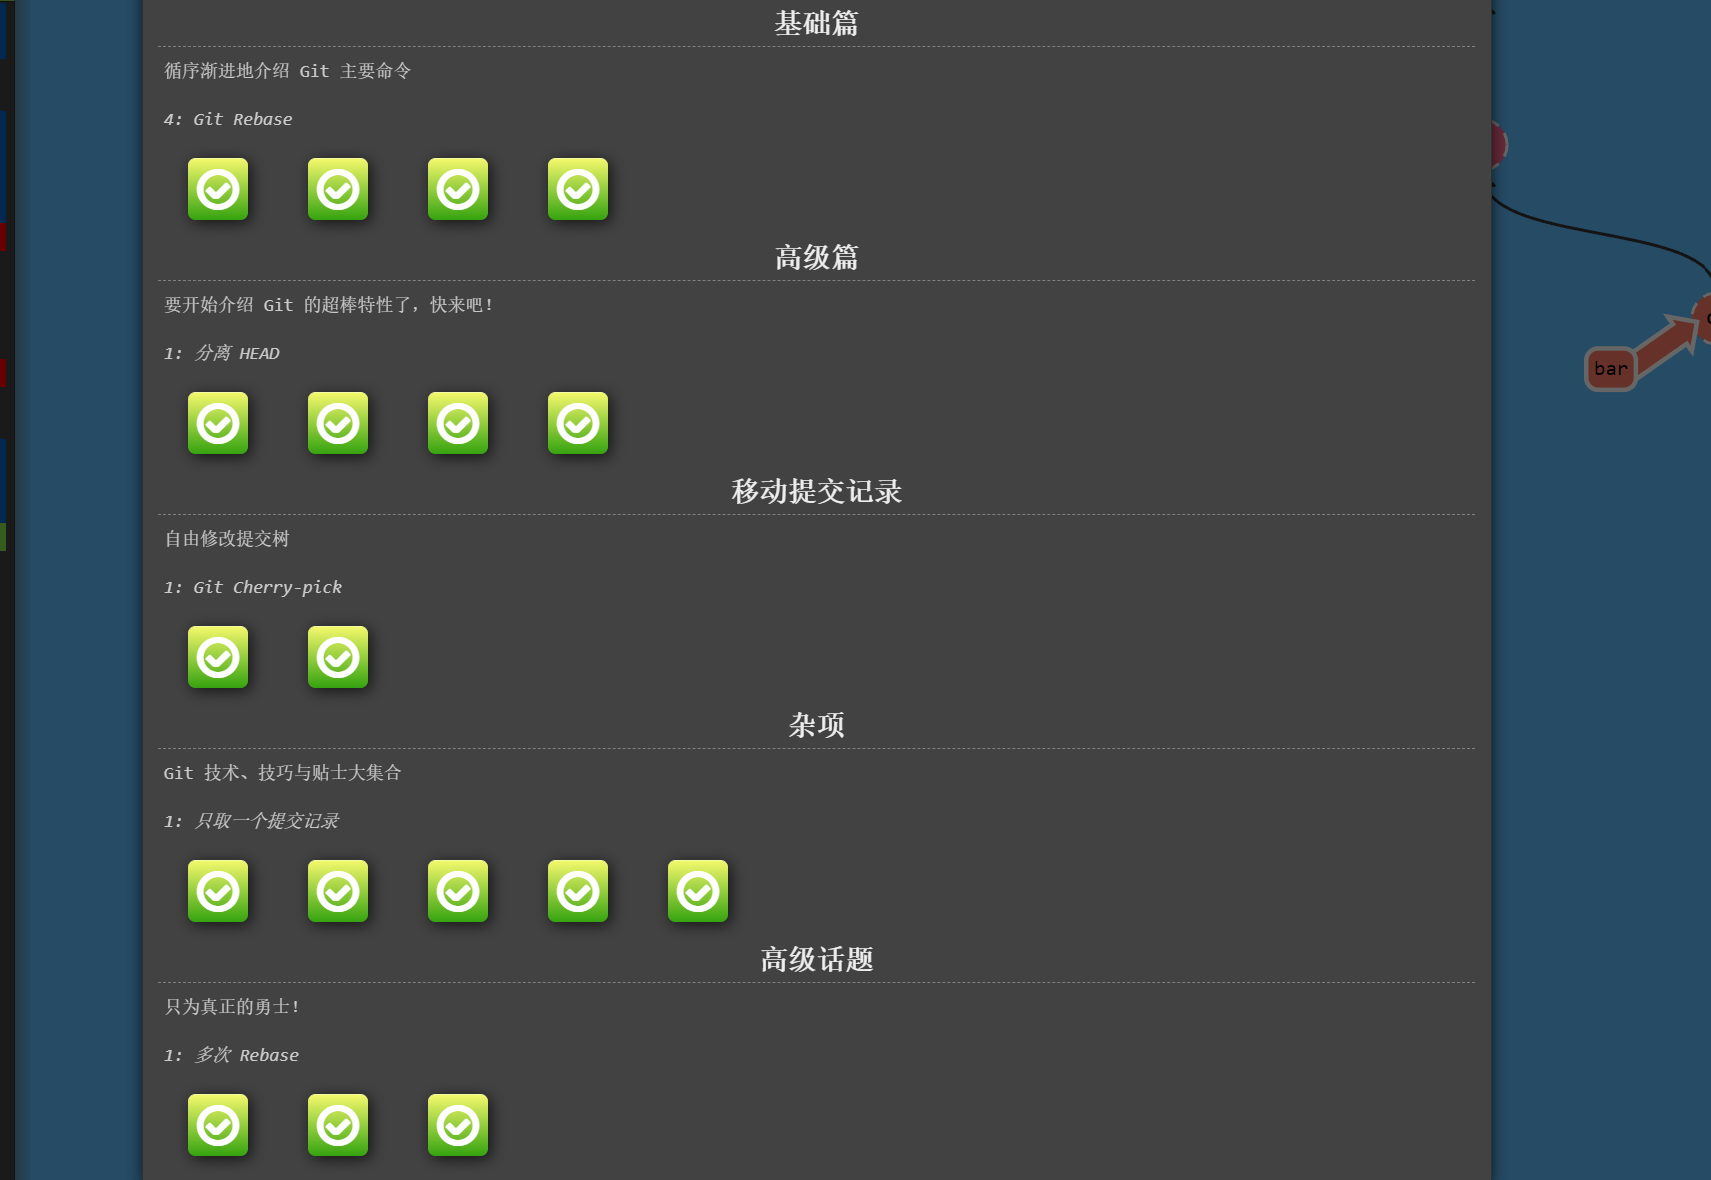 基础篇
循序渐进地介绍 Git 主要命令
4: Git Rebase
高级篇
要开始介绍 Git 的超棒特性了，快来吧！
1: 分离 HEAD
bar
移动提交记录
自由修改提交树
1: Git Cherry-pick
杂项
Git 技术、技巧与贴士大集合
1: 只取一个提交记录
高级话题
只为真正的勇士！
1: 多次 Rebase